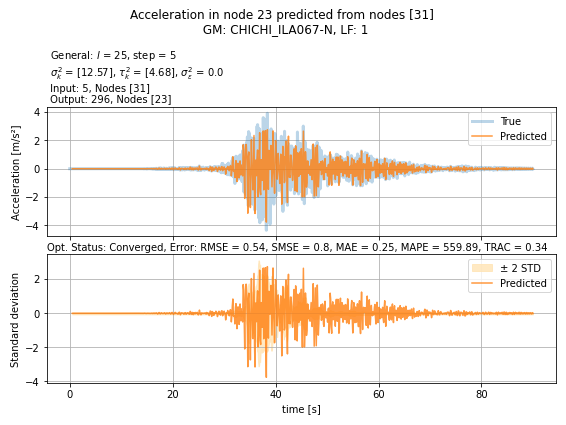 Acceleration in node 23 predicted from nodes [31]
GM: CHICHI_ILA067-N, LF: 1
General: l = 25, step = 5
σ²ₖ = [12.57], τ²ₖ = [4.68], σ²_ε = 0.0
Input: 5, Nodes [31]
Output: 296, Nodes [23]
Acceleration [m/s²]
4
2
0
−2
−4
True
Predicted
Opt. Status: Converged, Error: RMSE = 0.54, SMSE = 0.8, MAE = 0.25, MAPE = 559.89, TRAC = 0.34
Standard deviation
2
0
−2
−4
± 2 STD
Predicted
0 20 40 60 80
time [s]